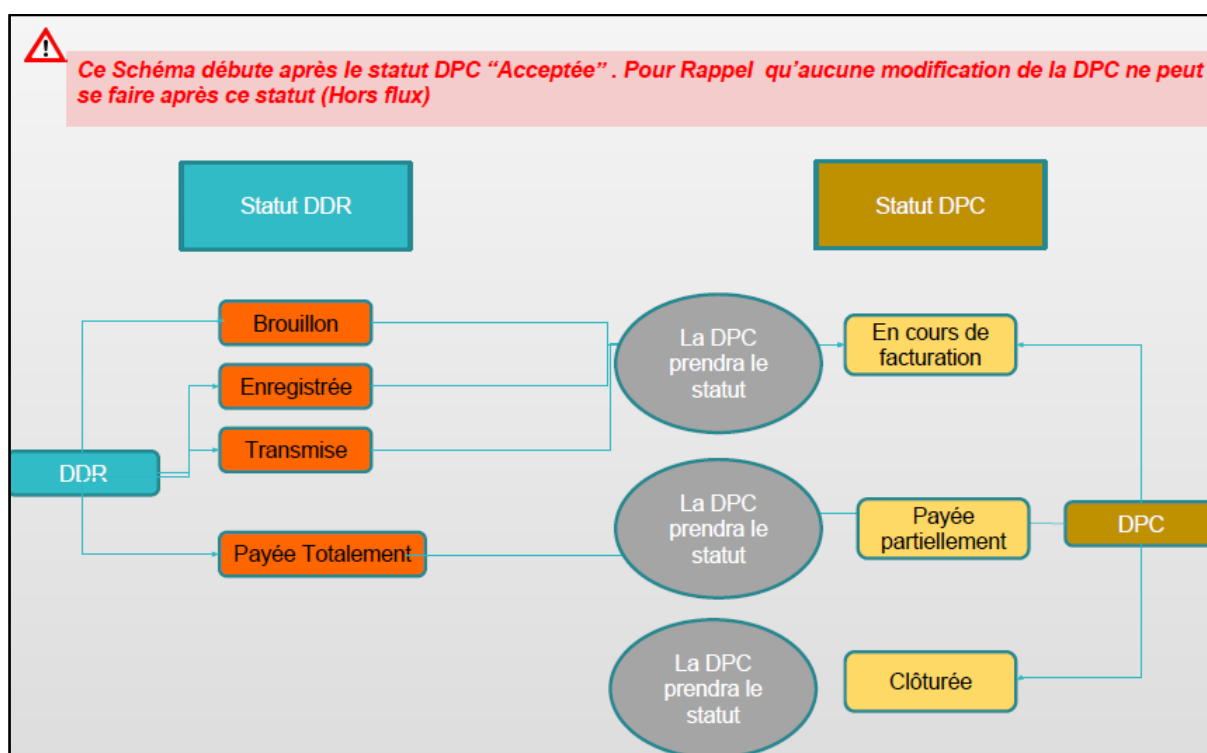 Ce Schéma débute après le statut DPC “Acceptée” . Pour Rappel qu’aucune modification de la DPC ne peut
se faire après ce statut (Hors flux)
Statut DDR
Statut DPC
Brouillon
Enregistrée
Transmise
DDR
Payée Totalement
La DPC
prendra le
statut
En cours de
facturation
La DPC
prendra le
statut
Payée
partiellement
DPC
La DPC
prendra le
statut
Clôturée